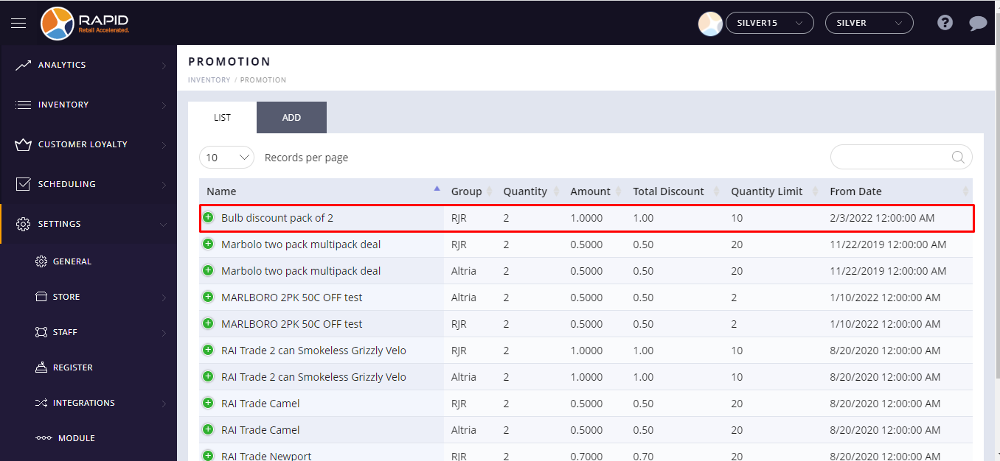 RAPID
Retail Accelerated.
SILVER15
SILVER
?
ANALYTICS
INVENTORY
CUSTOMER LOYALTY
SCHEDULING
SETTINGS
GENERAL
STORE
STAFF
REGISTER
INTEGRATIONS
MODULE
PROMOTION
INVENTORY / PROMOTION
LIST ADD
10 Records per page
Name Group Quantity Amount Total Discount Quantity Limit From Date
Bulb discount pack of 2 RJR 2 1.0000 1.00 10 2/3/2022 12:00:00 AM
Marbolo two pack multipack deal RJR 2 0.5000 0.50 20 11/22/2019 12:00:00 AM
Marbolo two pack multipack deal Altria 2 0.5000 0.50 20 11/22/2019 12:00:00 AM
MARLBORO 2PK 50C OFF test Altria 2 0.5000 0.50 2 1/10/2022 12:00:00 AM
MARLBORO 2PK 50C OFF test RJR 2 0.5000 0.50 2 1/10/2022 12:00:00 AM
RAI Trade 2 can Smokeless Grizzly Velo RJR 2 1.0000 1.00 10 8/20/2020 12:00:00 AM
RAI Trade 2 can Smokeless Grizzly Velo Altria 2 1.0000 1.00 10 8/20/2020 12:00:00 AM
RAI Trade Camel RJR 2 0.5000 0.50 20 8/20/2020 12:00:00 AM
RAI Trade Camel Altria 2 0.5000 0.50 20 8/20/2020 12:00:00 AM
RAI Trade Newport RJR 2 0.7000 0.70 20 8/20/2020 12:00:00 AM